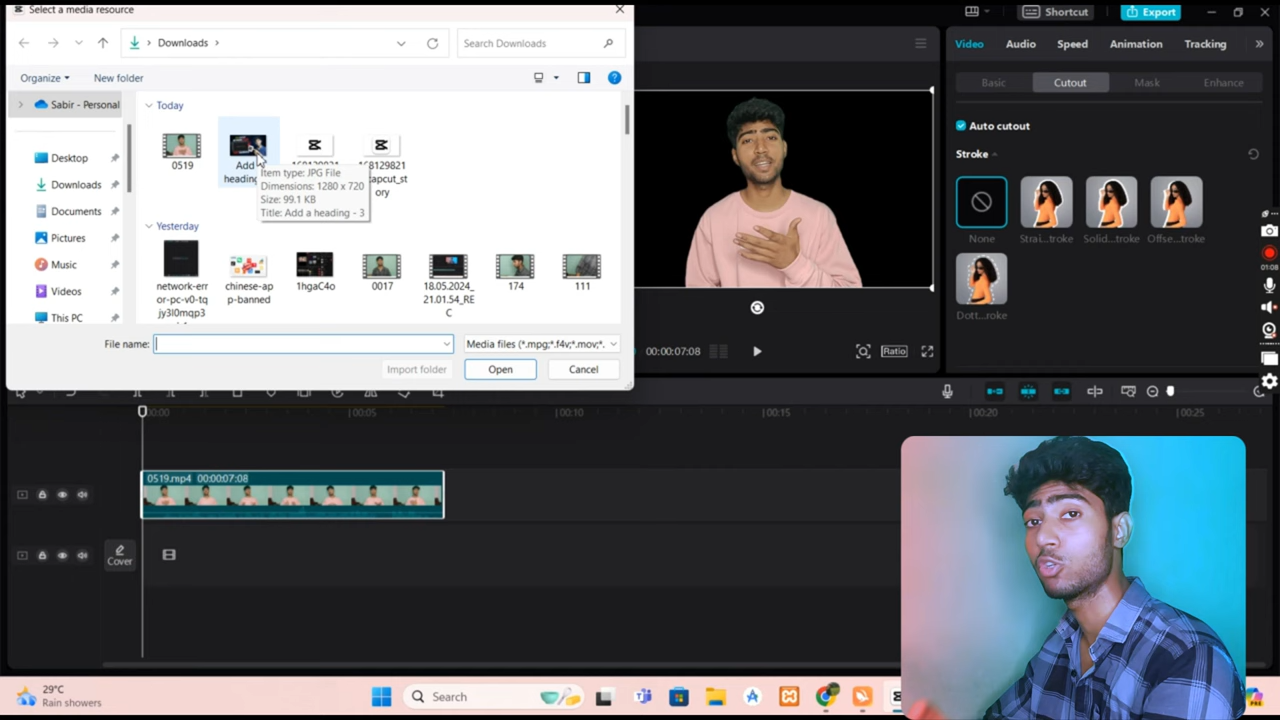 Select a media resource
Shortcut
Export
Downloads
Search Downloads
Video
Audio
Speed
Animation
Tracking
Organize
New folder
Basic
Cutout
Mask
Enhance
Sabir - Personal
Today
Auto cutout
Stroke
Desktop
0519
Add
heading
Item type: JPG File
Dimensions: 1280 x 720
Size: 99.1 KB
Title: Add a heading - 3
168129821
apcut_st
ory
Downloads
Documents
Yesterday
None
Strai...troke
Solid...troke
Offse...troke
Pictures
Music
Videos
This PC
network-err
or-pc-v0-tq
jy3l0mqp3
chinese-ap
p-banned
1hgaC4o
0017
18.05.2024_
21.01.54_RE
C
174
111
01:08
Dott...roke
File name:
Media files (*.mpg;*.f4v;*.mov;*.
Import folder
Open
Cancel
00:00:07:08
Ratio
00:00
00:05
00:10
00:15
00:20
00:25
0519.mp4 00:00:07:08
Cover
29°C
Rain showers
Search